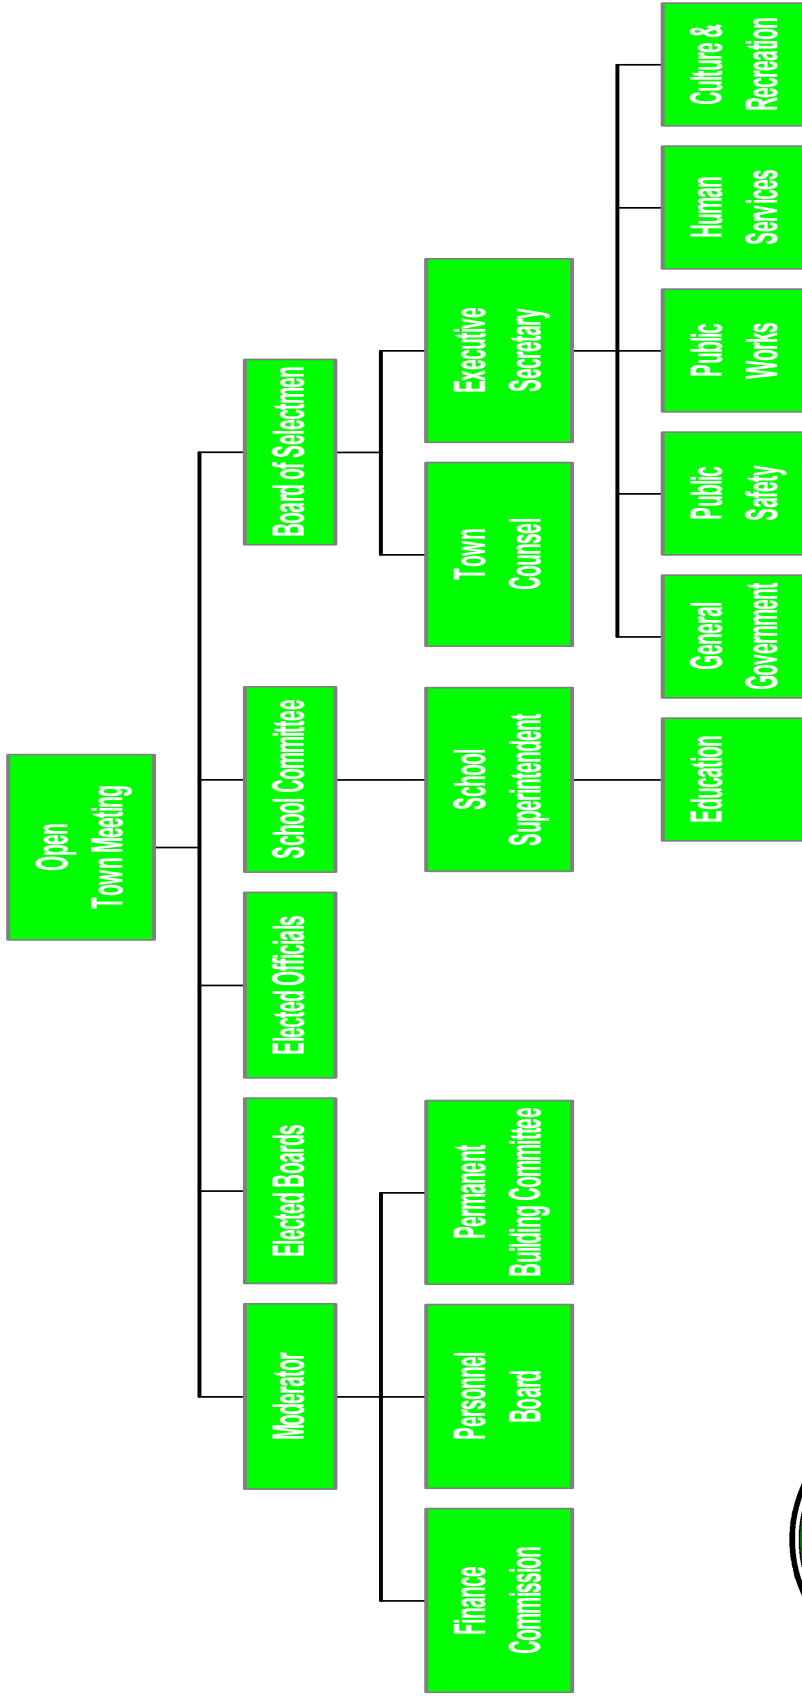 Open
Town Meeting
Moderator
Elected Boards
Elected Officials
School Committee
Board of Selectmen
Finance
Commission
Personnel
Board
Permanent
Building Committee
School
Superintendent
Town
Counsel
Executive
Secretary
Education
General
Government
Public
Safety
Public
Works
Human
Services
Culture &
Recreation